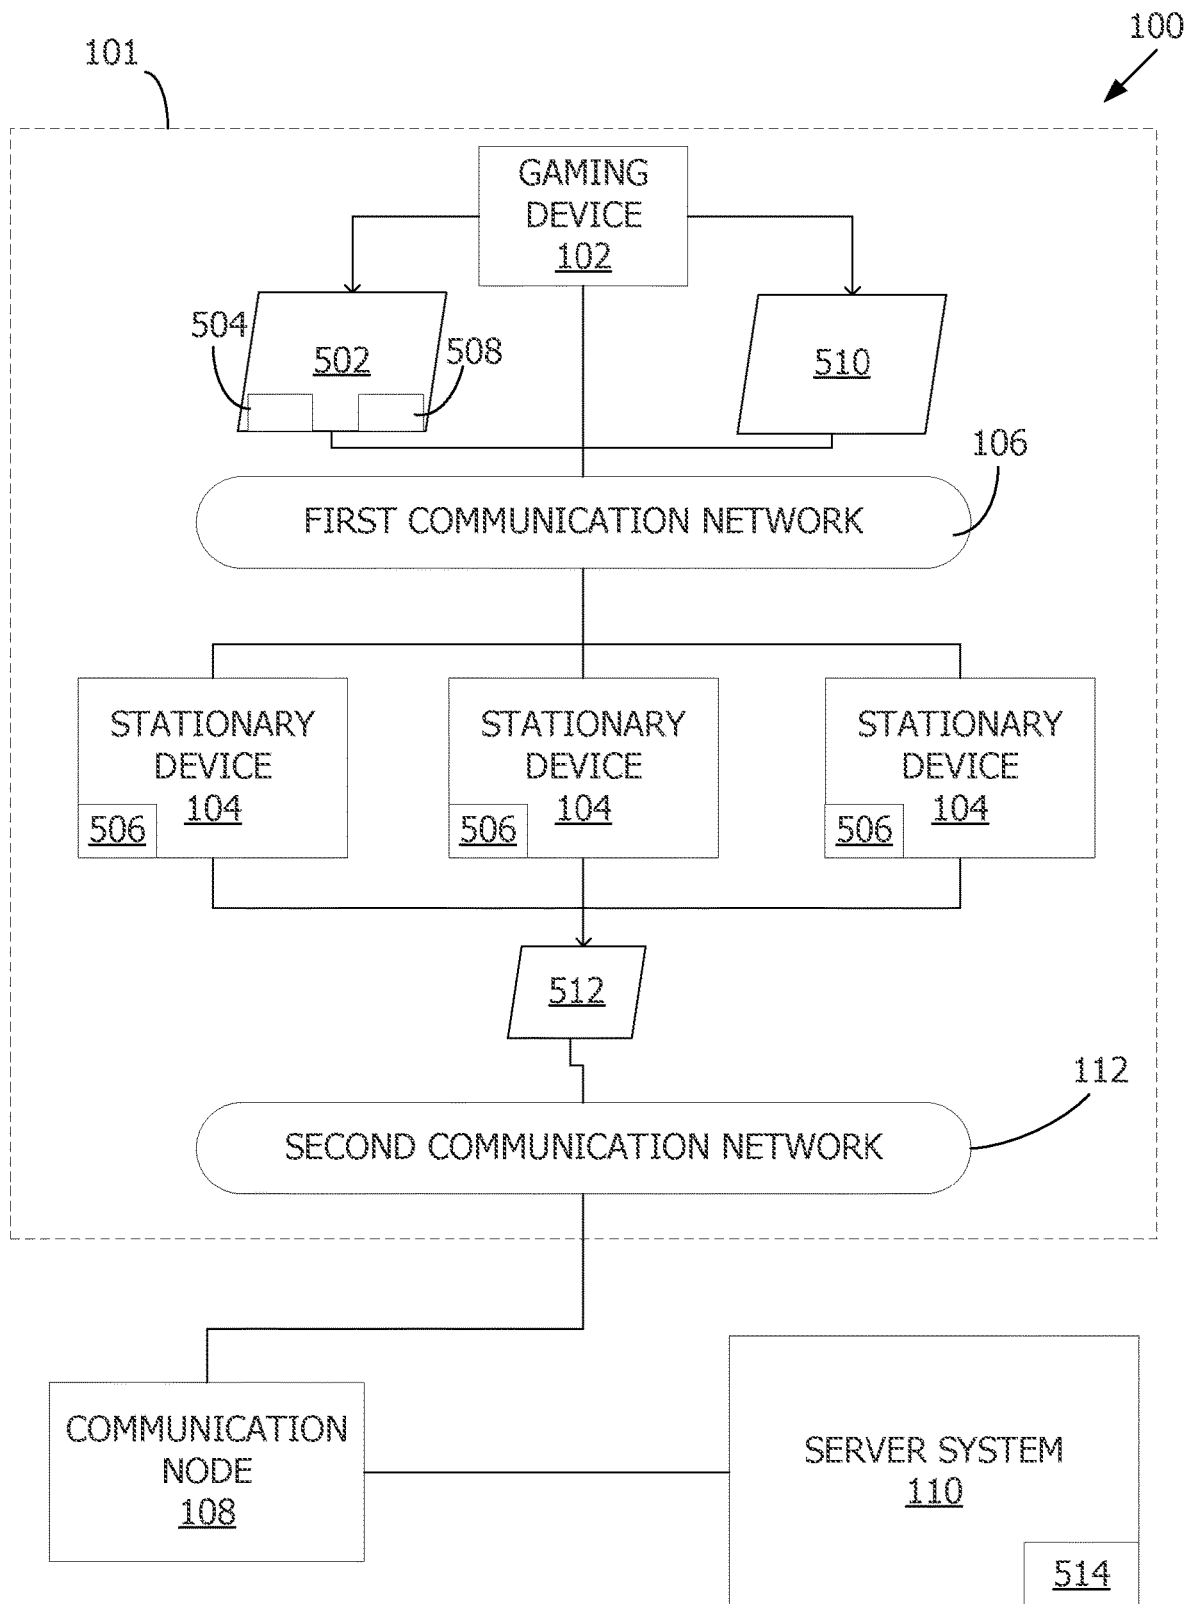 100
101
GAMING
DEVICE
102
504
502
508
510
106
FIRST COMMUNICATION NETWORK
STATIONARY
DEVICE
104
506
STATIONARY
DEVICE
104
506
STATIONARY
DEVICE
104
506
512
112
SECOND COMMUNICATION NETWORK
COMMUNICATION
NODE
108
SERVER SYSTEM
110
514